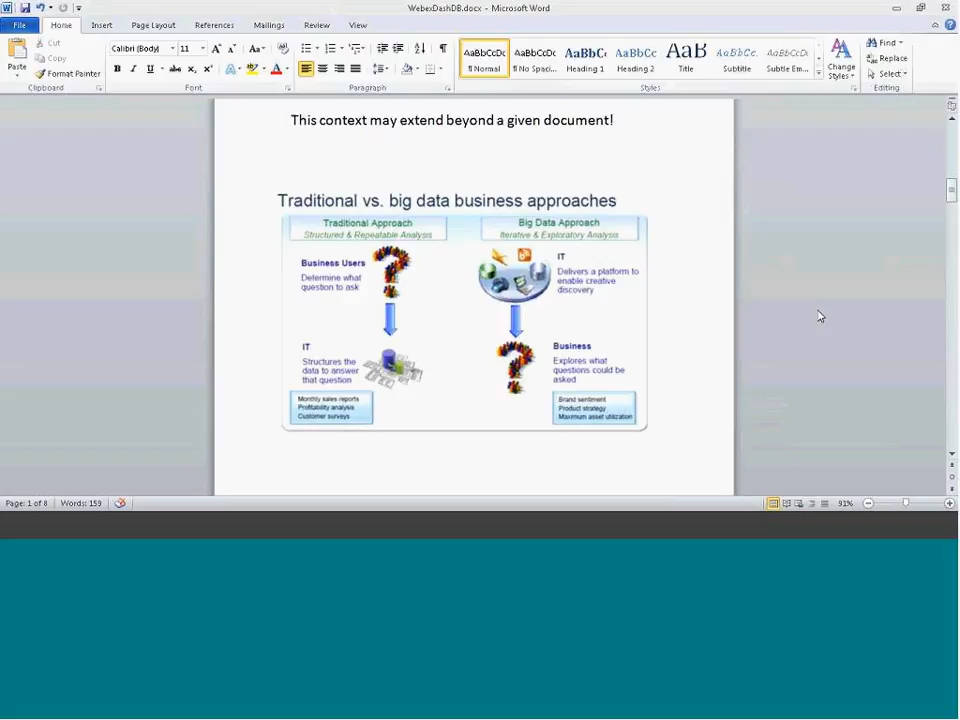 WebexDashDB.docx - Microsoft Word
File Home Insert Page Layout References Mailings Review View
Cut
Copy
Paste
Format Painter
Clipboard
Calibri (Body) 11
Font
Paragraph
AaBbCcDc AaBbCcDc AaBbC AaBbCc AaB AaBbCc. AaBbCcDc
¶ Normal ¶ No Spaci... Heading 1 Heading 2 Title Subtitle Subtle Em...
Change
Styles
Styles
Find
Replace
Select
Editing
This context may extend beyond a given document!
Traditional vs. big data business approaches
Traditional Approach
Structured & Repeatable Analysis
Business Users
Determine what
question to ask
IT
Structures the
data to answer
that question
Monthly sales reports
Profitability analysis
Customer surveys
Big Data Approach
Iterative & Exploratory Analysis
IT
Delivers a platform to
enable creative
discovery
Business
Explores what
questions could be
asked
Brand sentiment
Product strategy
Maximum asset utilization
Page: 1 of 8 Words: 159 91%